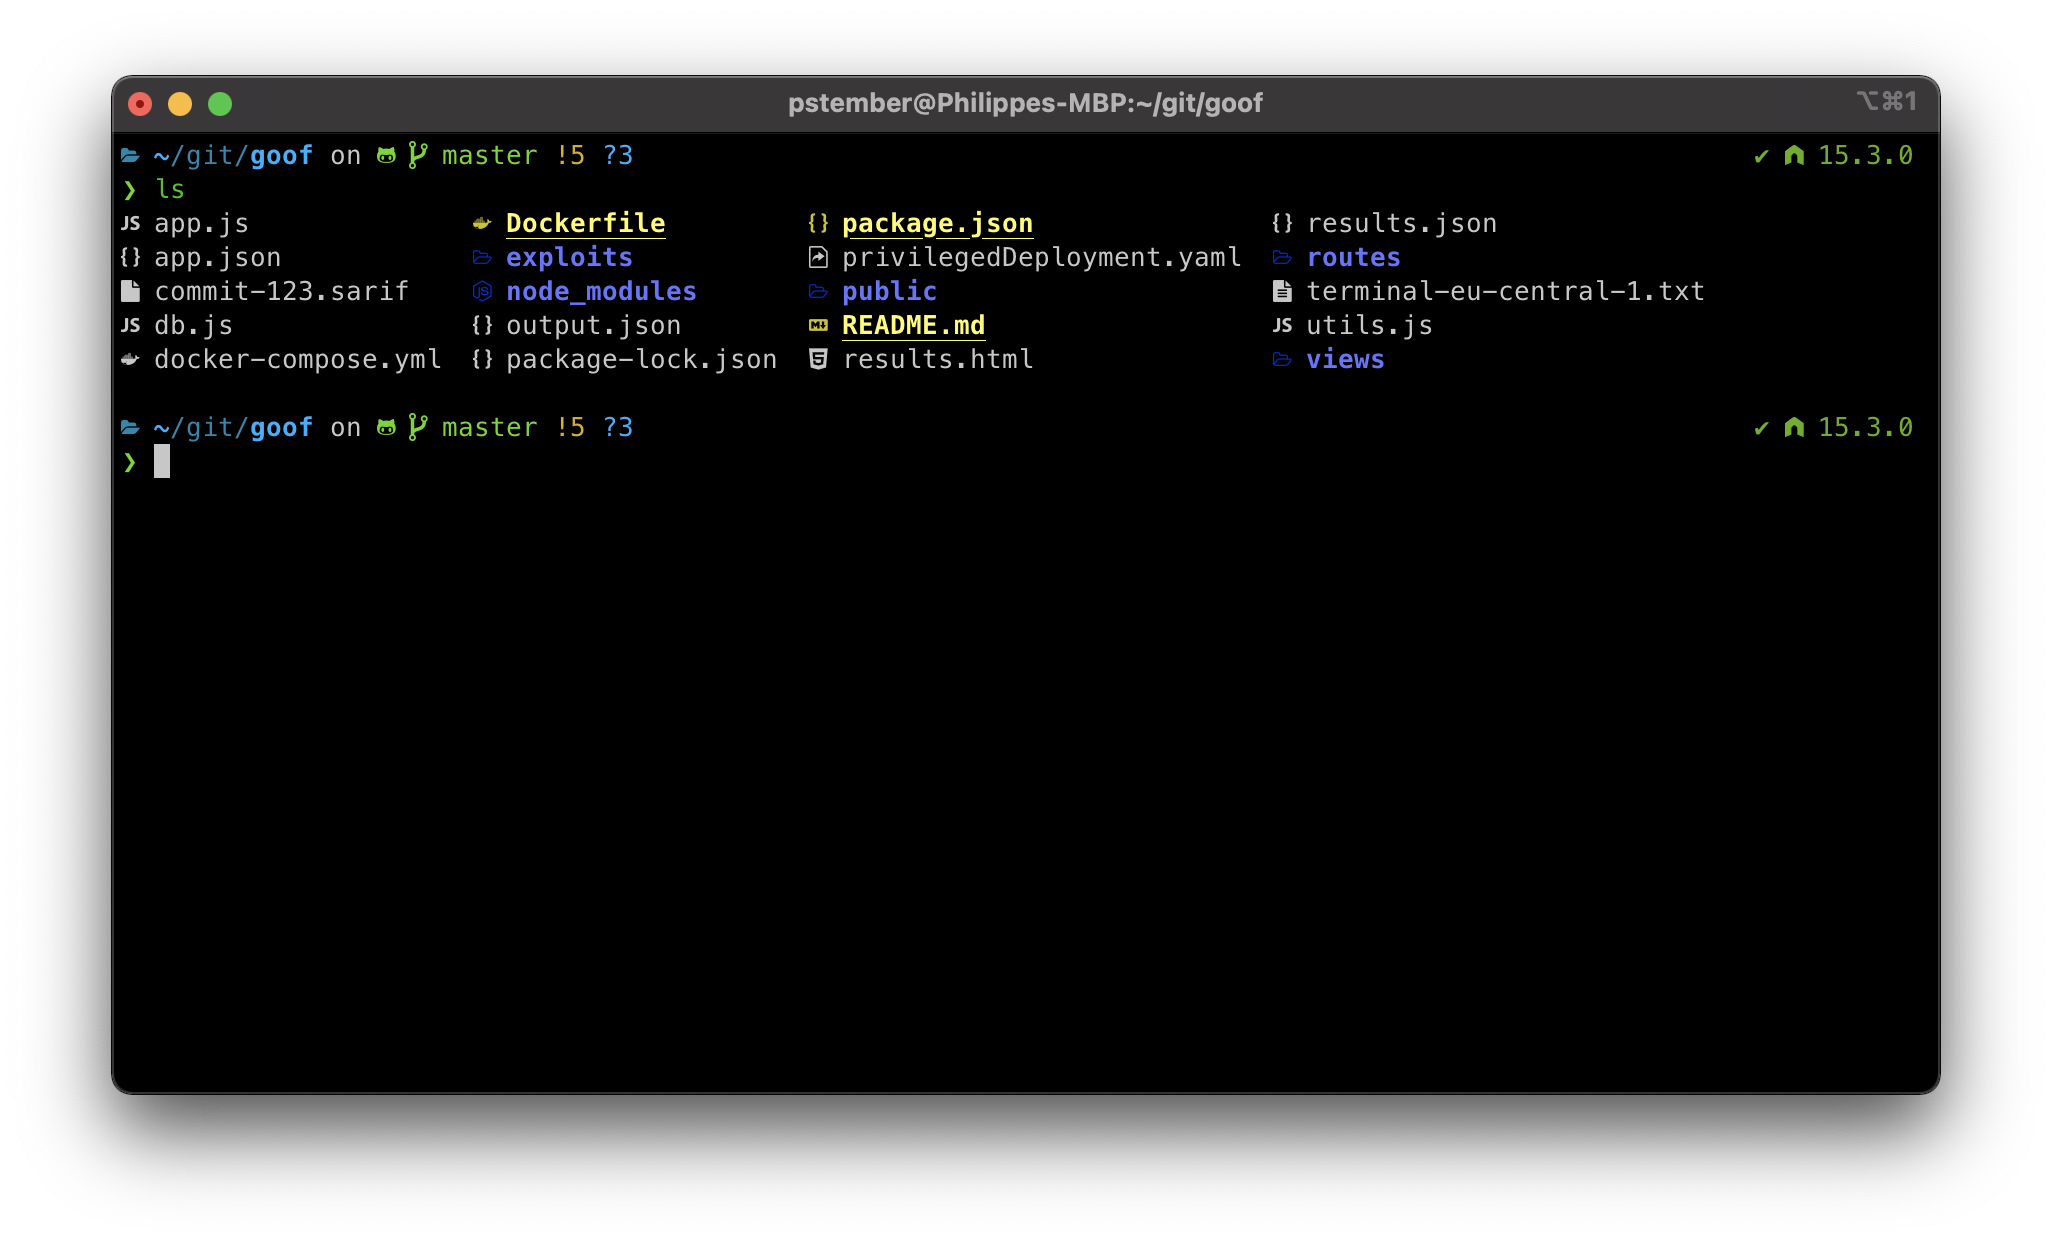 pstember@Philippes-MBP:~/git/goof ⌥⌘1
~/git/goof on master !5 ?3 ✔ 15.3.0
❯ ls
JS app.js Dockerfile {} package.json {} results.json
{} app.json exploits privilegedDeployment.yaml routes
commit-123.sarif JS node_modules public terminal-eu-central-1.txt
JS db.js {} output.json M↓ README.md JS utils.js
docker-compose.yml {} package-lock.json 5 results.html views
~/git/goof on master !5 ?3 ✔ 15.3.0
❯